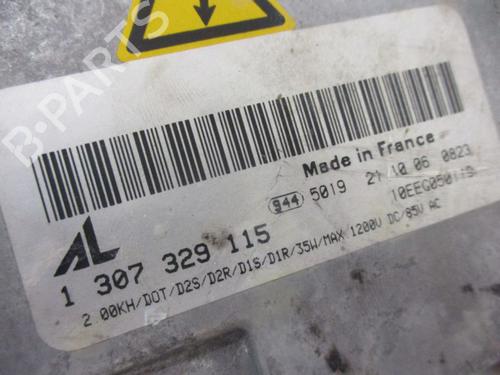 B-PARTS
Made in France
944 5019 21 10 06 0823
10EEG050119
AL
1 307 329 115
2 00KH/DOT/D2S/D2R/D1S/D1R/35W/MAX 1200V DC/85V AC